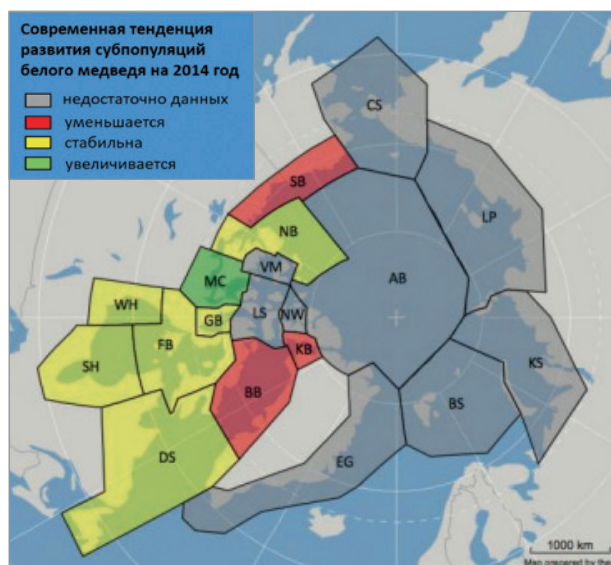 Современная тенденция
развития субпопуляций
белого медведя на 2014 год
недостаточно данных
уменьшается
стабильна
увеличивается
CS
SB
LP
NB
VM
AB
MC
WH
GB
LS
NW
FB
KB
SH
KS
BB
BS
DS
EG
1000 km
Map prepared by the